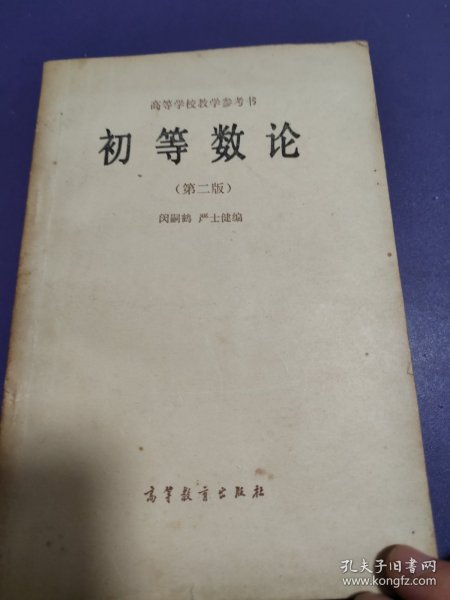 高等学校教学参考书
初等数论
(第二版)
闵嗣鹤 严士健编
高等教育出版社
孔夫子旧书网
www.kongfz.com